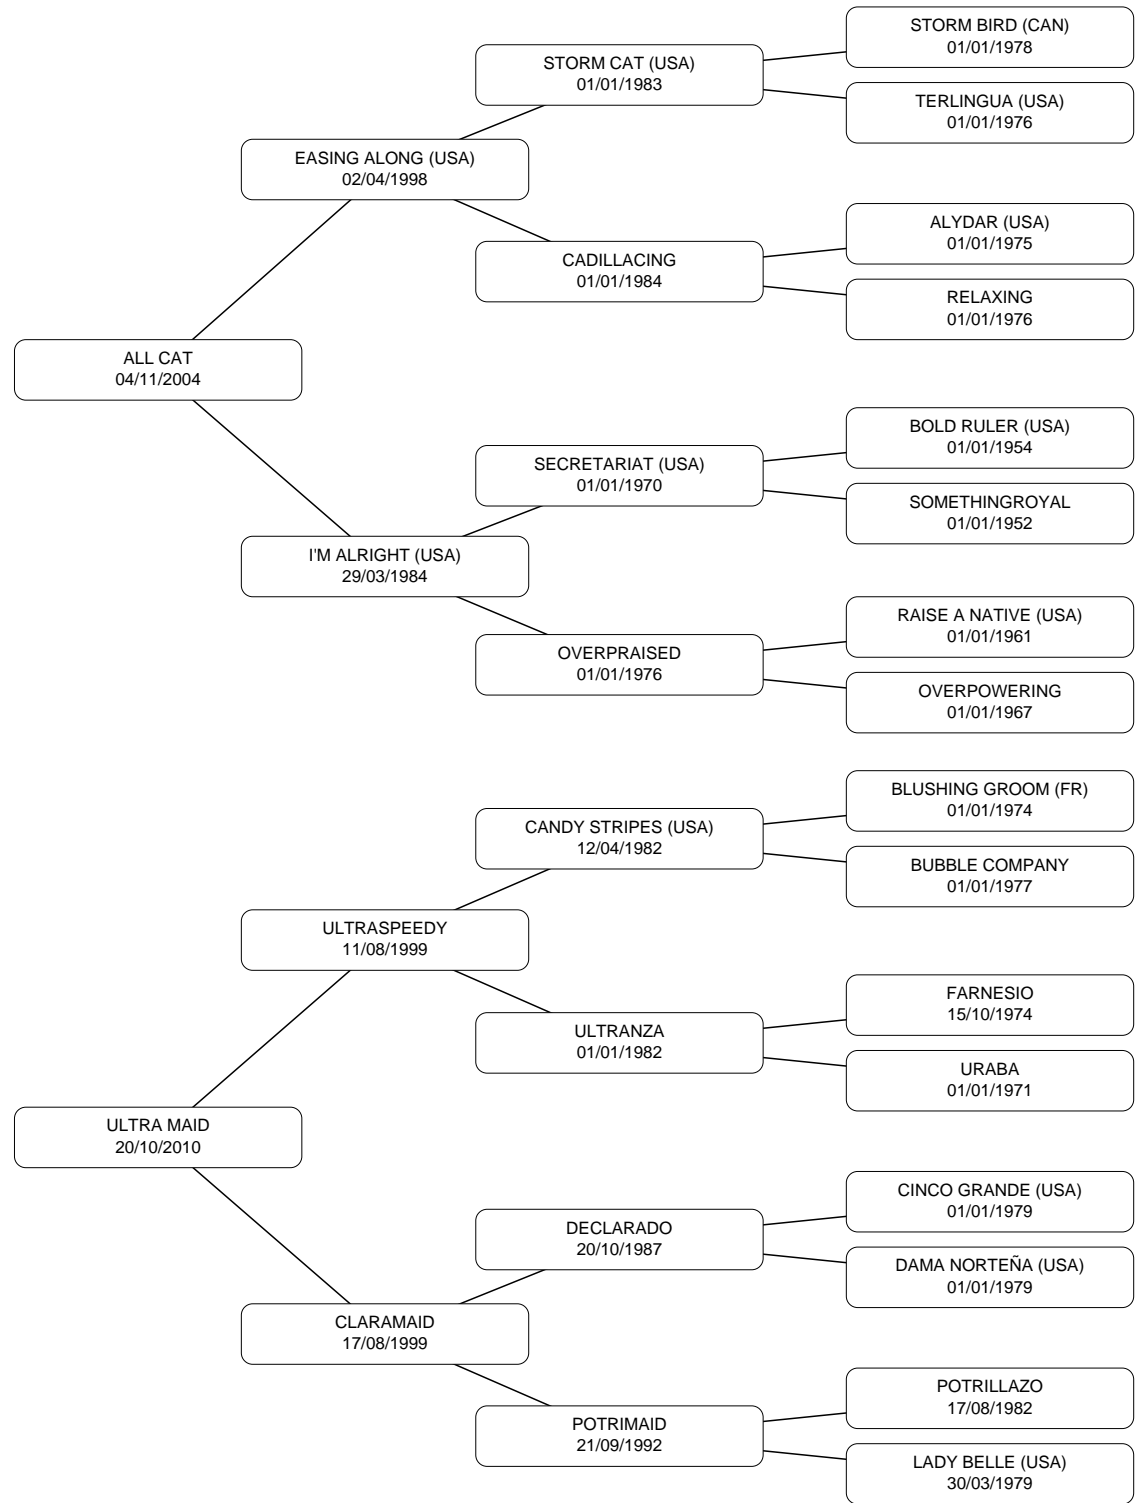 STORM BIRD (CAN)
01/01/1978
STORM CAT (USA)
01/01/1983
TERLINGUA (USA)
01/01/1976
EASING ALONG (USA)
02/04/1998
ALYDAR (USA)
01/01/1975
CADILLACING
01/01/1984
RELAXING
01/01/1976
ALL CAT
04/11/2004
BOLD RULER (USA)
01/01/1954
SECRETARIAT (USA)
01/01/1970
SOMETHINGROYAL
01/01/1952
I'M ALRIGHT (USA)
29/03/1984
RAISE A NATIVE (USA)
01/01/1961
OVERPRAISED
01/01/1976
OVERPOWERING
01/01/1967
BLUSHING GROOM (FR)
01/01/1974
CANDY STRIPES (USA)
12/04/1982
BUBBLE COMPANY
01/01/1977
ULTRASPEEDY
11/08/1999
FARNESIO
15/10/1974
ULTRANZA
01/01/1982
URABA
01/01/1971
ULTRA MAID
20/10/2010
CINCO GRANDE (USA)
01/01/1979
DECLARADO
20/10/1987
DAMA NORTEÑA (USA)
01/01/1979
CLARAMAID
17/08/1999
POTRILLAZO
17/08/1982
POTRIMAID
21/09/1992
LADY BELLE (USA)
30/03/1979